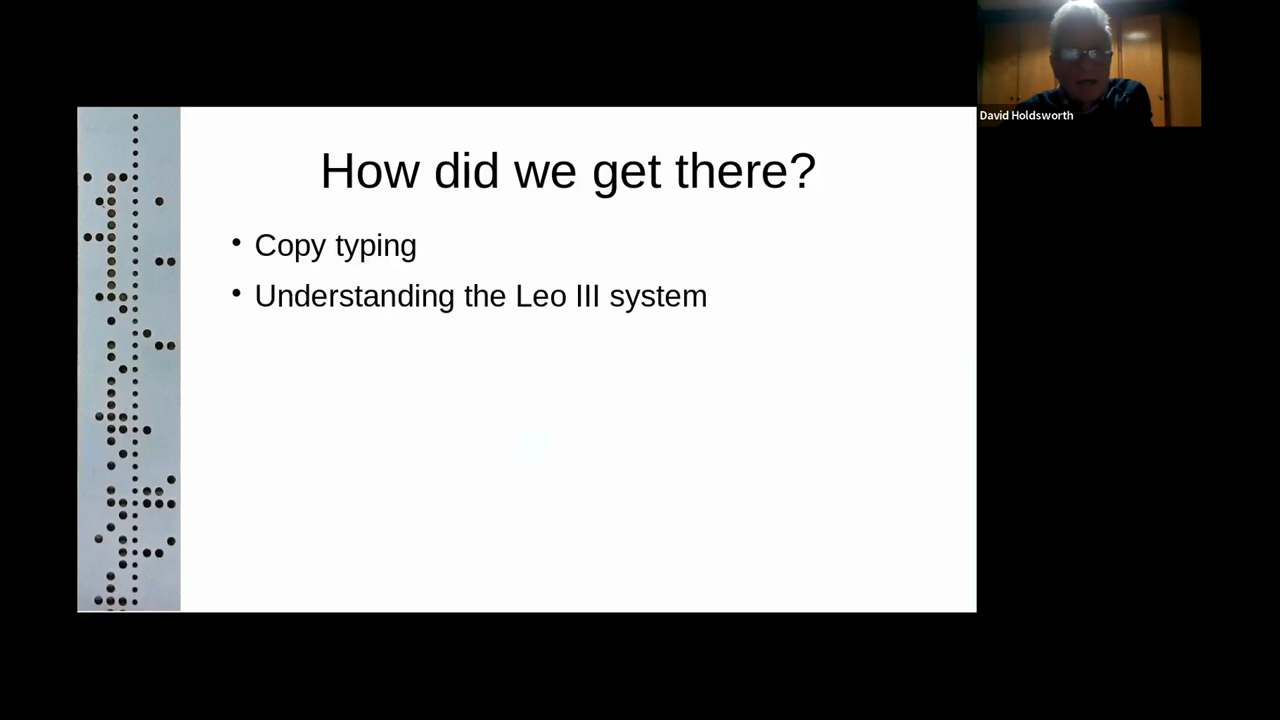 David Holdsworth
How did we get there?
• Copy typing
• Understanding the Leo III system